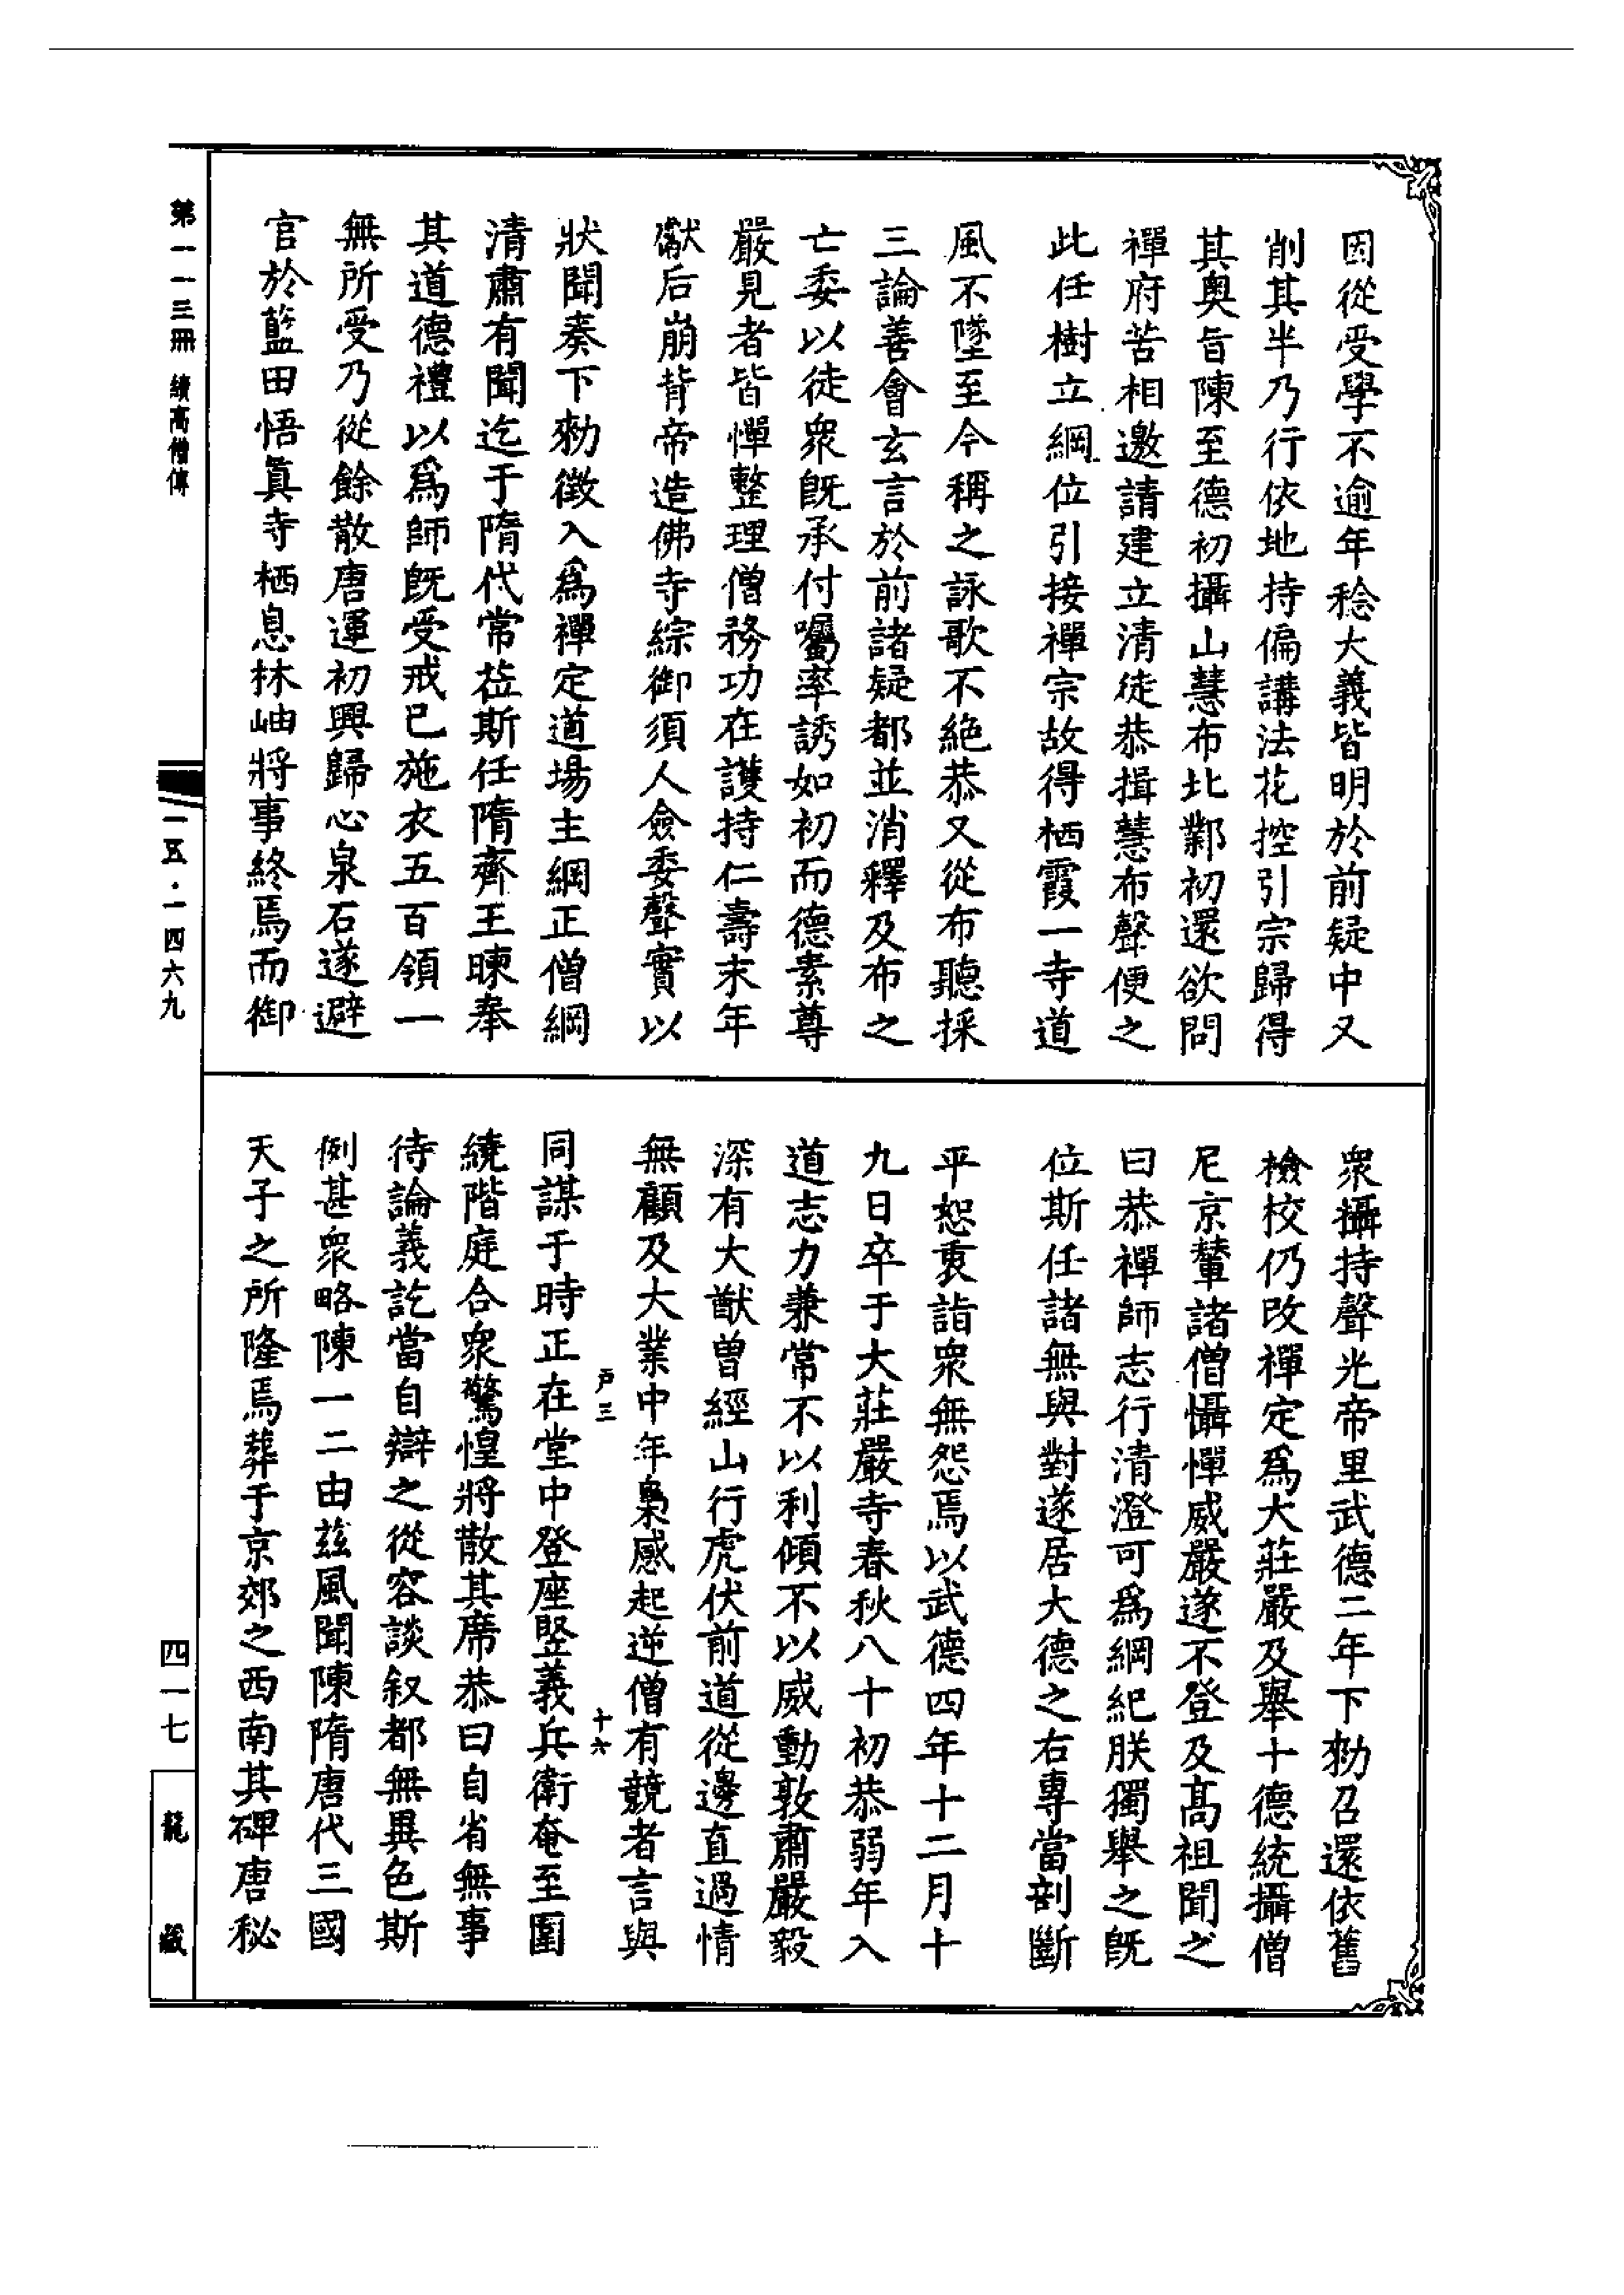 因從受學不逾年稔大義皆明於前疑中又
削其半乃行依地持偏講法花控引宗歸得
其奧旨陳至德初攝山慧布北鄴初還欲問
禪府苦相邀請建立清徒恭揖慧布聲便之
此任樹立綱位引接禪宗故得栖霞一寺道
風不墜至今稱之詠歌不絶恭又從布聽採
三論善會玄言於前諸疑都並消釋及布之
亡委以徒衆旣承付囑率誘如初而德素尊
嚴見者皆憚整理僧務功在護持仁壽末年
獻后崩背帝造佛寺綜御須人僉委聲實以
狀聞奏下勑徴入爲禪定道場主綱正僧綱
清肅有聞迄于隋代常莅斯任隋齊王暕奉
其道德禮以爲師旣受戒已施衣五百領一
無所受乃從餘散唐運初興歸心泉石遂避
官於藍田悟眞寺栖息林岫將事終焉而御
衆攝持聲光帝里武德二年下勑召還依舊
檢校仍改禪定爲大莊嚴及舉十德統攝僧
尼京輦諸僧懾憚威嚴遂不登及高祖聞之
曰恭禪師志行清澄可爲綱紀朕獨舉之旣
位斯任諸無與對遂居大德之右專當剖斷
平恕衷詣衆無怨焉以武德四年十二月十
九日卒于大莊嚴寺春秋八十初恭弱年入
道志力兼常不以利傾不以威動敦肅嚴毅
深有大猷曾經山行虎伏前道從邊直過情
無顧及大業中年梟感起逆僧有競者言與
同謀于時正在堂中登座竪義兵衛奄至圍
繞階庭合衆驚惶將散其席恭曰自省無事
待論義訖當自辯之從容談叙都無異色斯
例甚衆略陳一二由茲風聞陳隋唐代三國
天子之所隆焉葬于京郊之西南其碑唐秘
户三
十六
第一一三冊 續高僧傳
一五·一四六九
四一七
龍藏